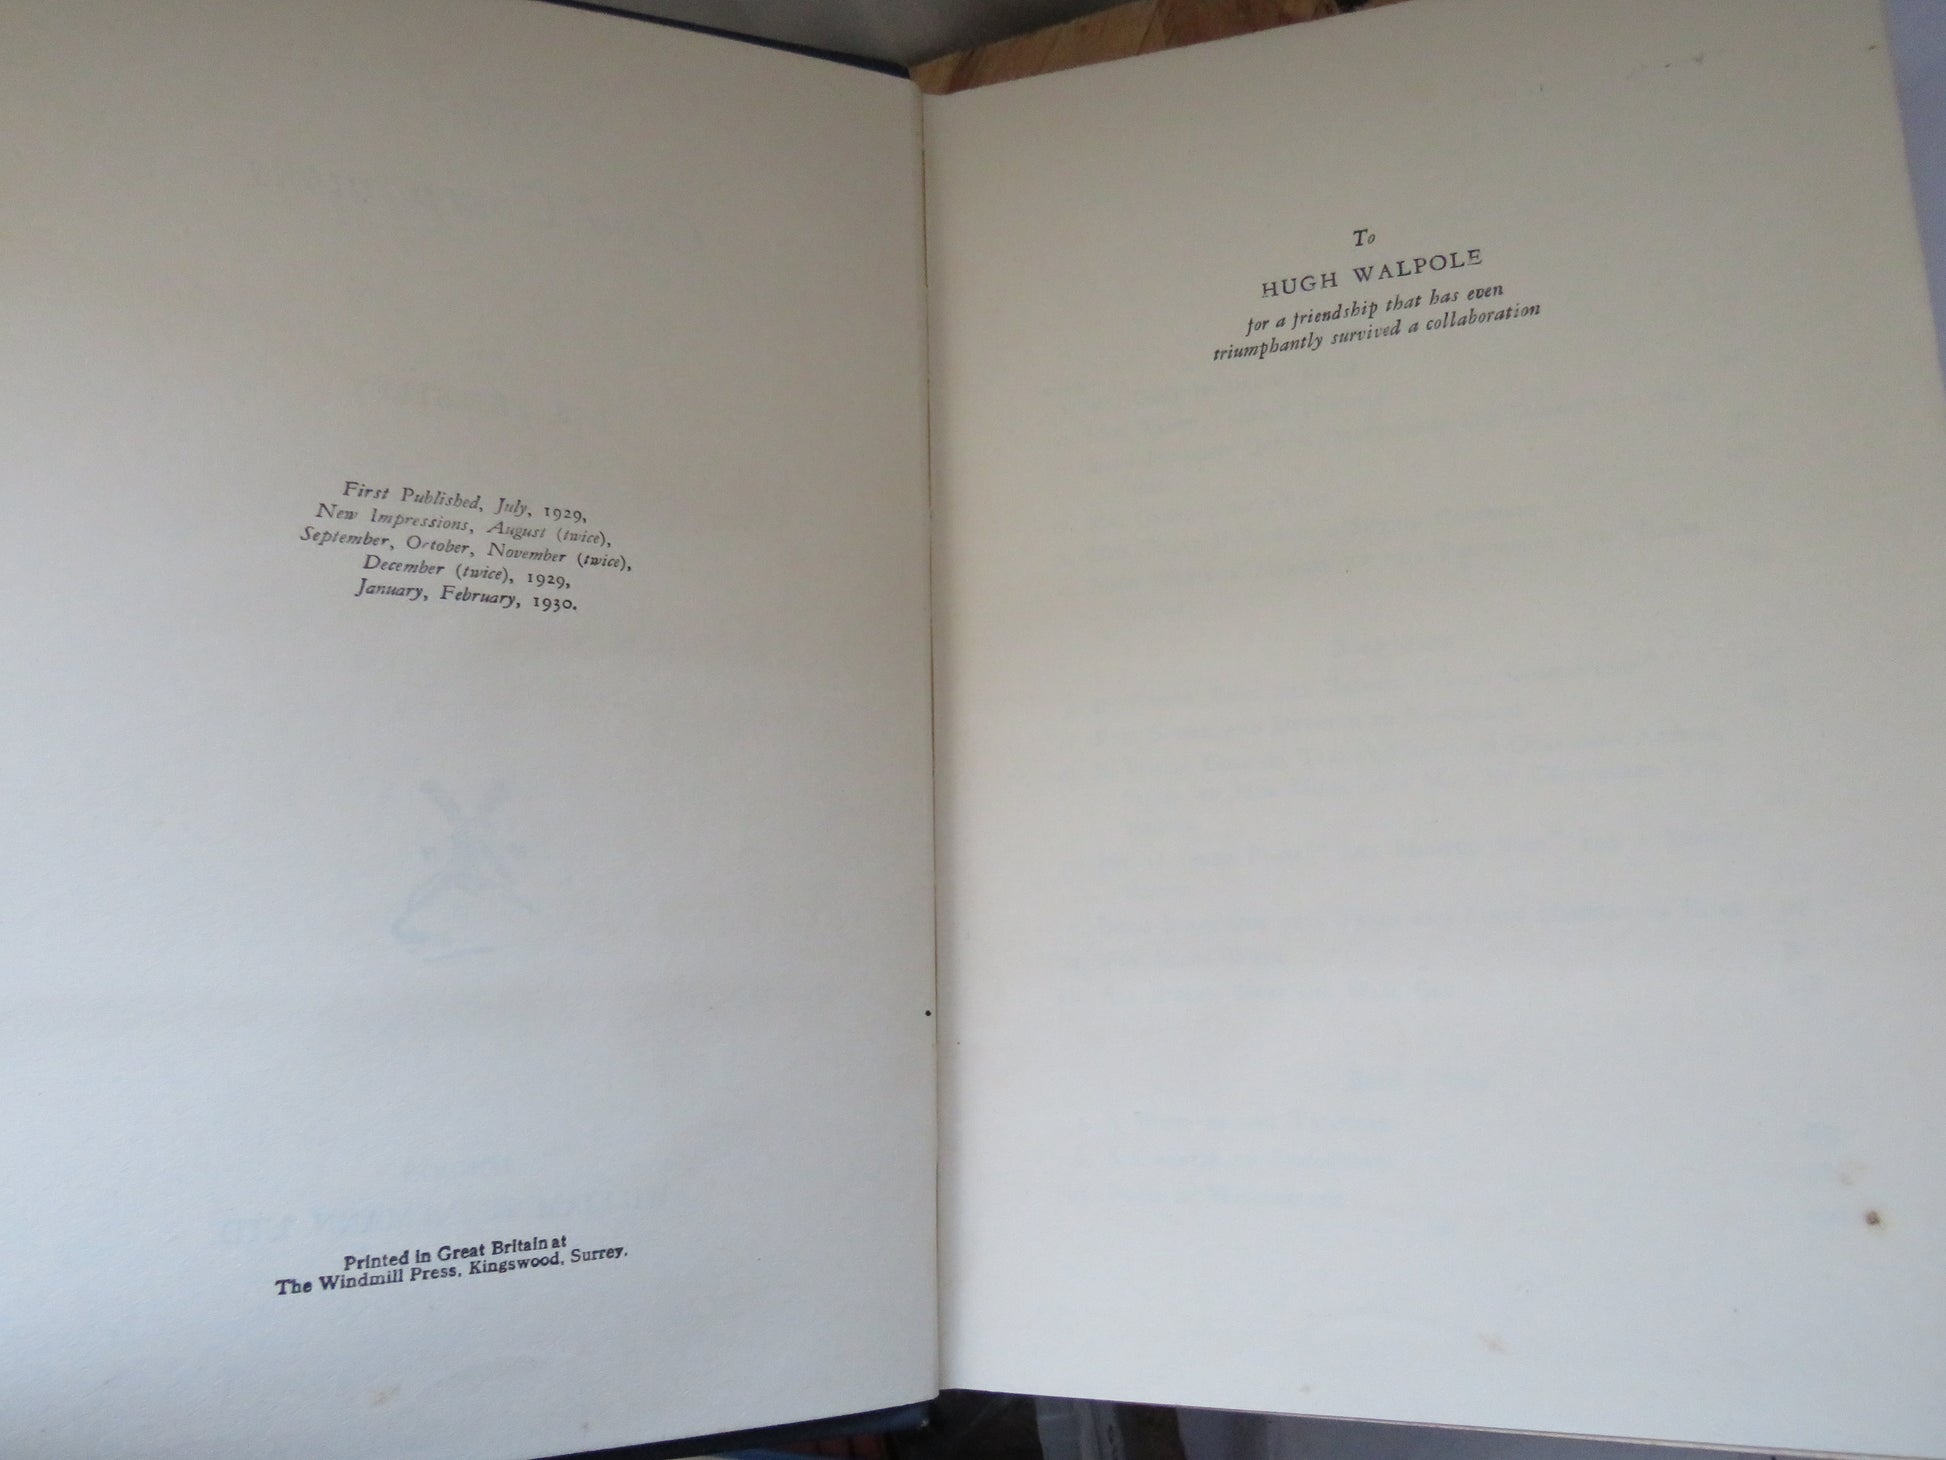 First Published, July, 1929,
New Impressions, August (twice),
September, October, November (twice),
December (twice), 1929,
January, February, 1930.
Printed in Great Britain at
The Windmill Press, Kingswood, Surrey.
To
HUGH WALPOLE
for a friendship that has even
triumphantly survived a collaboration